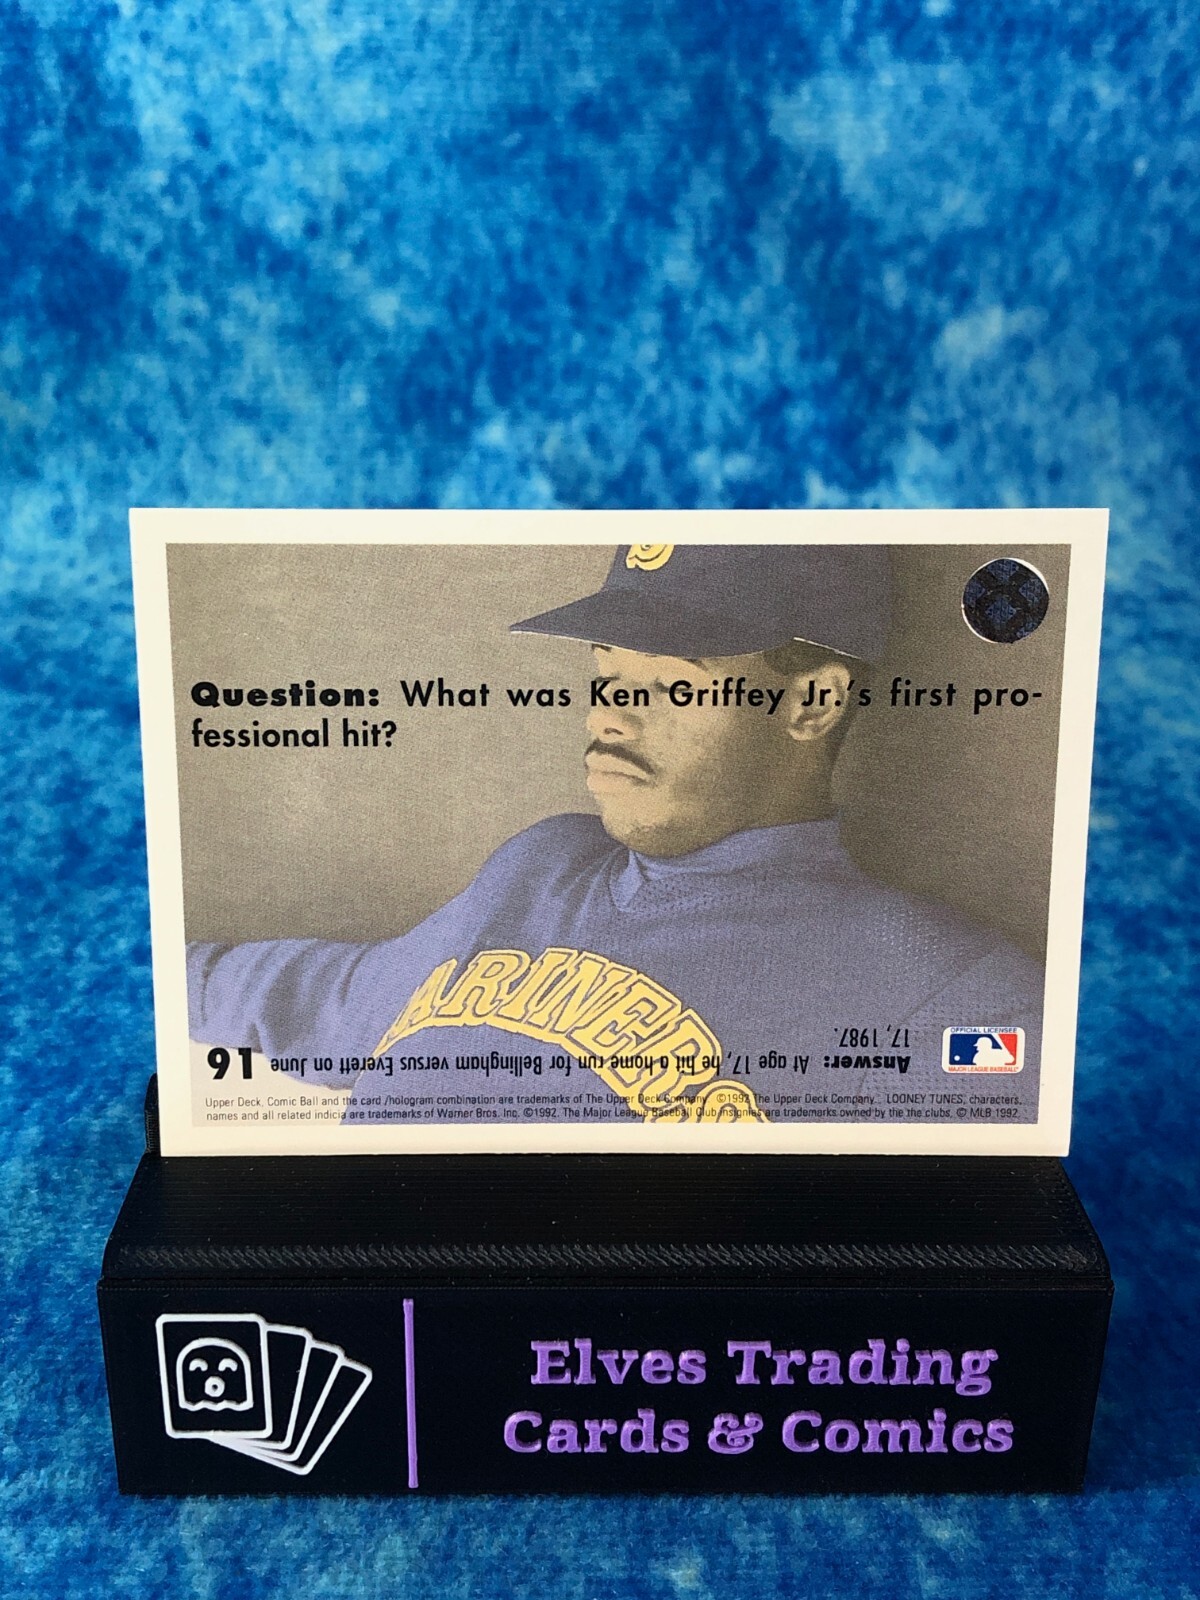 Question: What was Ken Griffey Jr.'s first pro-
fessional hit?
Answer: At age 17, he hit a home run for Bellingham versus Everett on June
17, 1987.
91
OFFICIAL LICENSEE
MAJOR LEAGUE BASEBALL
ARINERS
Upper Deck, Comic Ball and the card /hologram combination are trademarks of The Upper Deck Company. ©1992 The Upper Deck Company. LOONEY TUNES, characters,
names and all related indicia are trademarks of Warner Bros. Inc. ©1992. The Major League Baseball Club insignias are trademarks owned by the the clubs, © MLB 1992.
Elves Trading
Cards & Comics